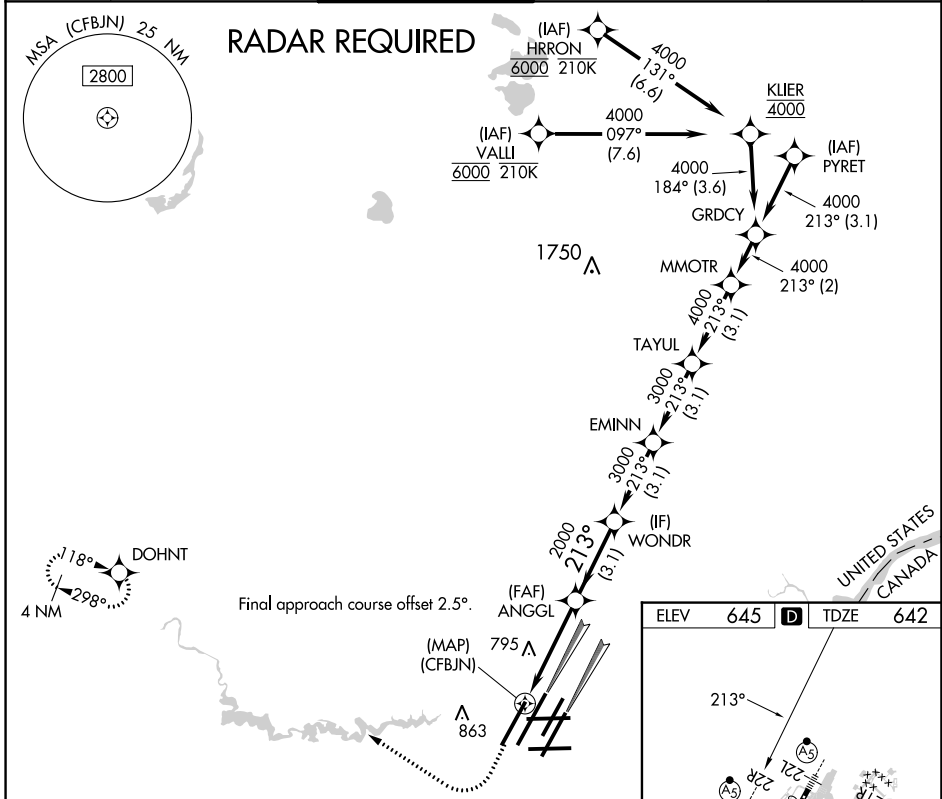 MSA (CFBJN) 25 NM
2800
RADAR REQUIRED
(IAF)
HRRON
6000 210K
4000
131°
(6.6)
KLIER
4000
(IAF)
VALLI
6000 210K
4000
097°
(7.6)
(IAF)
PYRET
4000
184° (3.6)
4000
213° (3.1)
GRDCY
1750
MMOTR
4000
213° (2)
4000
213°
(3.1)
TAYUL
3000
213°
(3.1)
EMINN
3000
213°
(3.1)
(IF)
WONDR
2000
213°
(3.1)
118°
298°
4 NM
DOHNT
Final approach course offset 2.5°.
(FAF)
ANGGL
(MAP)
(CFBJN)
795
863
UNITED STATES
CANADA
ELEV 645 D TDZE 642
213°
A5
22R
22L
A5